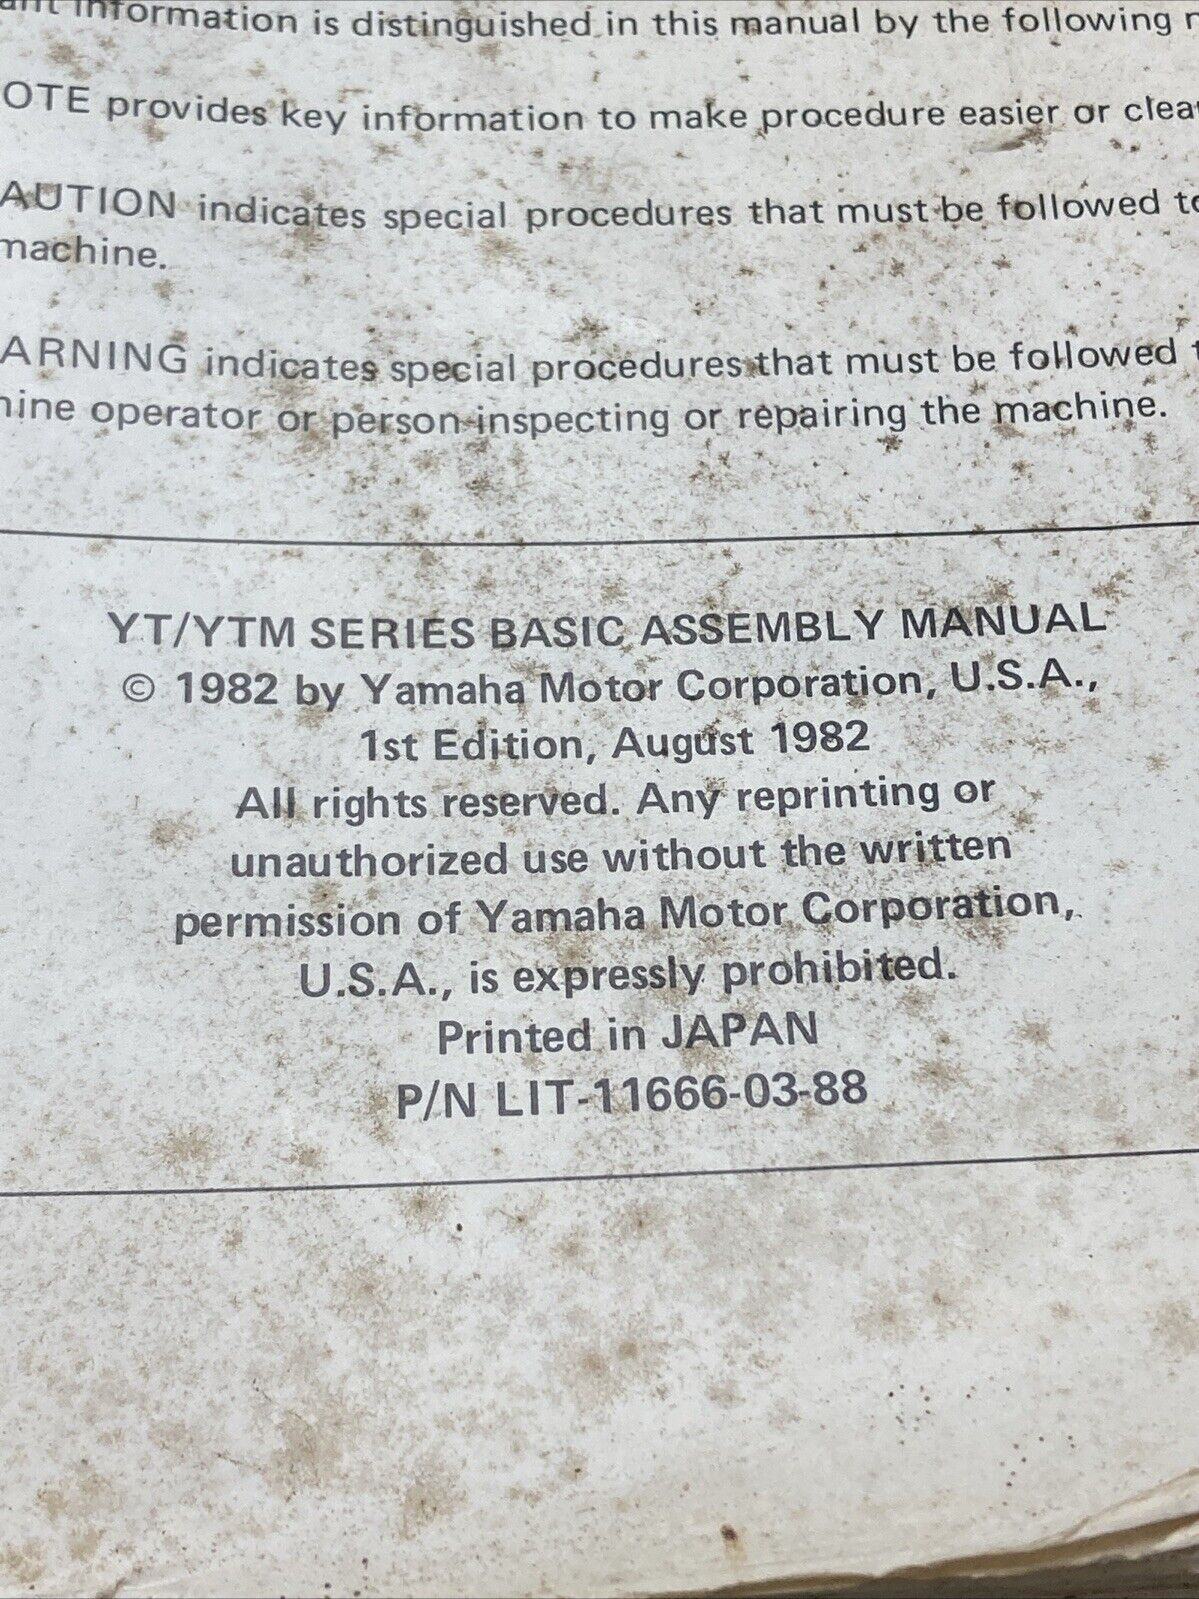 information is distinguished in this manual by the following
OTE provides key information to make procedure easier or clea
AUTION indicates special procedures that must be followed to
machine.
ARNING indicates special procedures that must be followed
hine operator or person inspecting or repairing the machine.
YT/YTM SERIES BASIC ASSEMBLY MANUAL
© 1982 by Yamaha Motor Corporation, U.S.A.,
1st Edition, August 1982
All rights reserved. Any reprinting or
unauthorized use without the written
permission of Yamaha Motor Corporation,
U.S.A., is expressly prohibited.
Printed in JAPAN
P/N LIT-11666-03-88